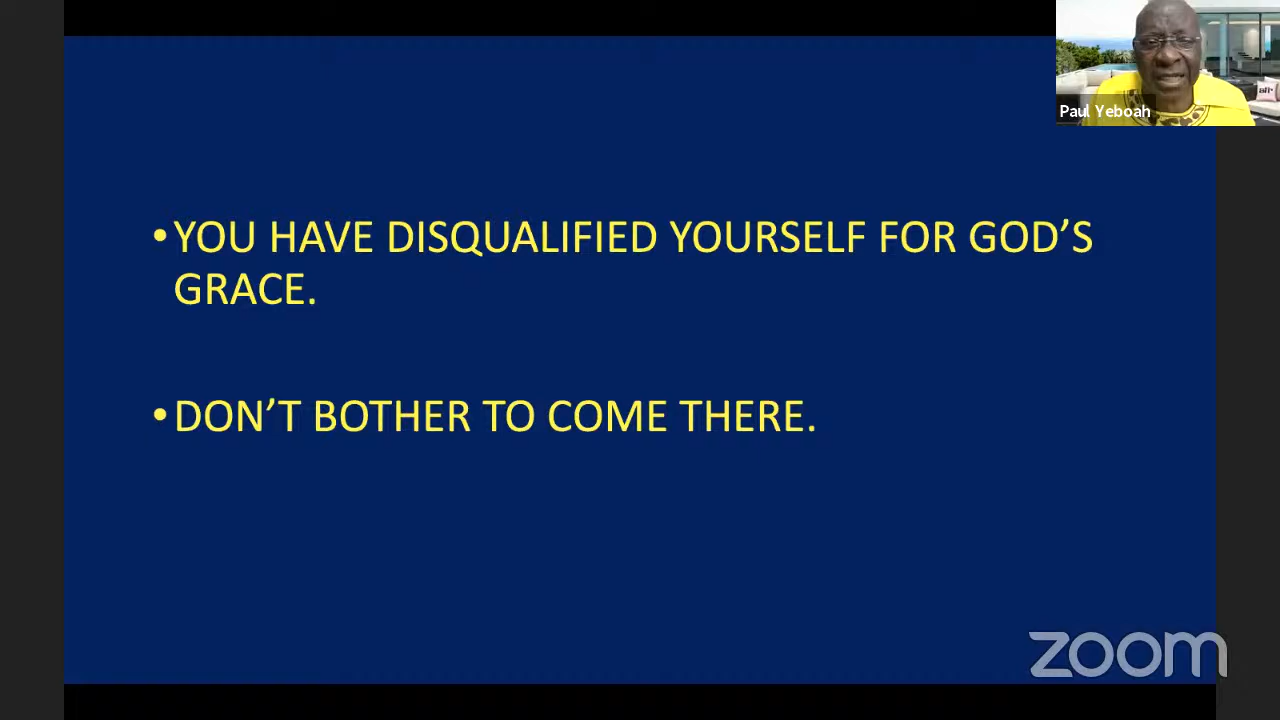 Paul Yeboah
•YOU HAVE DISQUALIFIED YOURSELF FOR GOD’S
GRACE.
•DON’T BOTHER TO COME THERE.
zoom